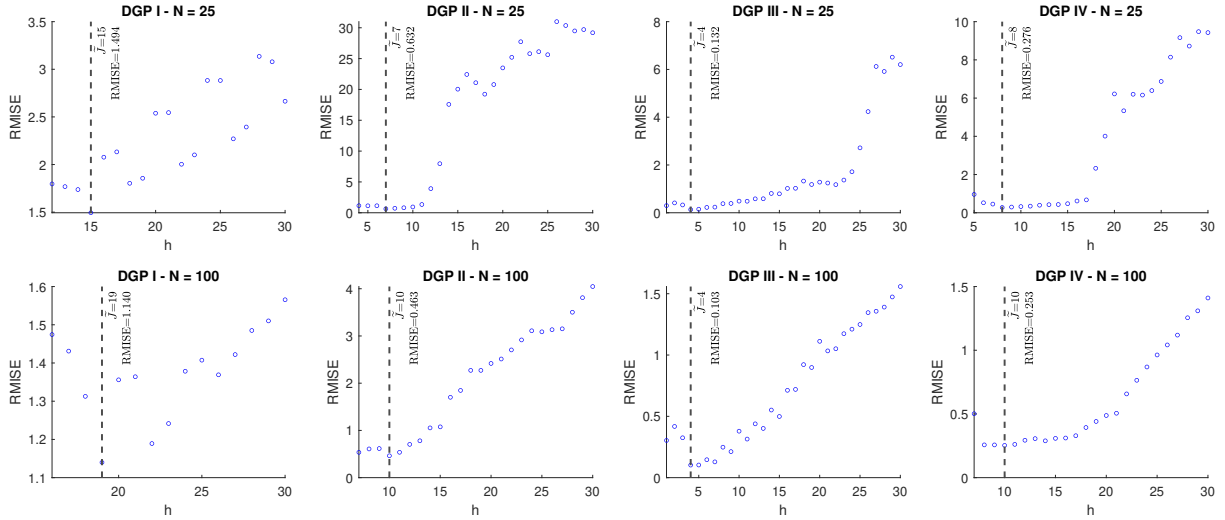 DGP I - N = 25
3.5
3
2.5
2
1.5
RMISE
15
20
25
30
h
J̃=15
RMISE=1.494
DGP II - N = 25
30
25
20
15
10
5
0
RMISE
5
10
15
20
25
30
h
J̃=7
RMISE=0.632
DGP III - N = 25
8
6
4
2
0
RMISE
5
10
15
20
25
30
h
J̃=4
RMISE=0.132
DGP IV - N = 25
10
8
6
4
2
0
RMISE
5
10
15
20
25
30
h
J̃=8
RMISE=0.276
DGP I - N = 100
1.6
1.5
1.4
1.3
1.2
1.1
RMISE
20
25
30
h
J̃=19
RMISE=1.140
DGP II - N = 100
4
3
2
1
0
RMISE
10
15
20
25
30
h
J̃=10
RMISE=0.463
DGP III - N = 100
1.5
1
0.5
0
RMISE
5
10
15
20
25
30
h
J̃=4
RMISE=0.103
DGP IV - N = 100
1.5
1
0.5
0
RMISE
10
15
20
25
30
h
J̃=10
RMISE=0.253